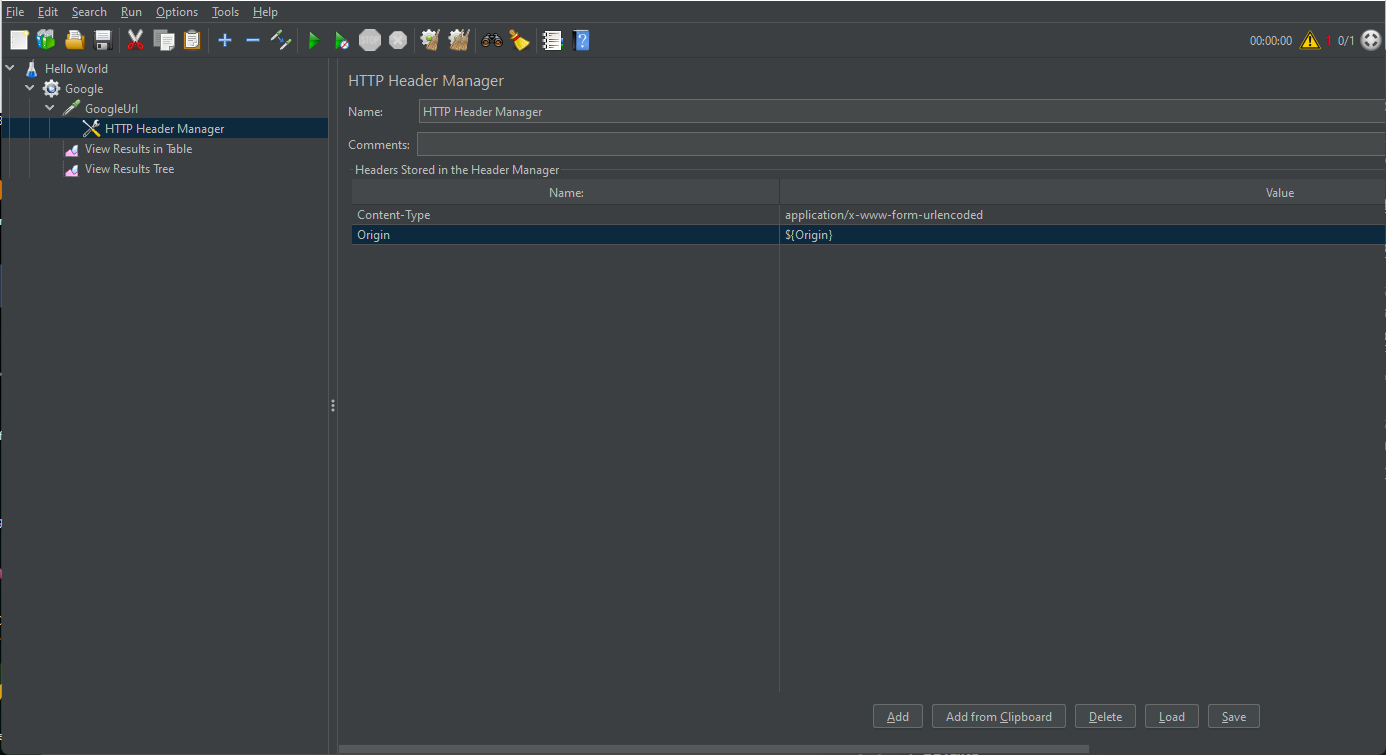 File Edit Search Run Options Tools Help
STOP 00:00:00 1 0/1
Hello World
Google
GoogleUrl
HTTP Header Manager
View Results in Table
View Results Tree
HTTP Header Manager
Name: HTTP Header Manager
Comments:
Headers Stored in the Header Manager
Name: Value
Content-Type application/x-www-form-urlencoded
Origin ${Origin}
Add Add from Clipboard Delete Load Save